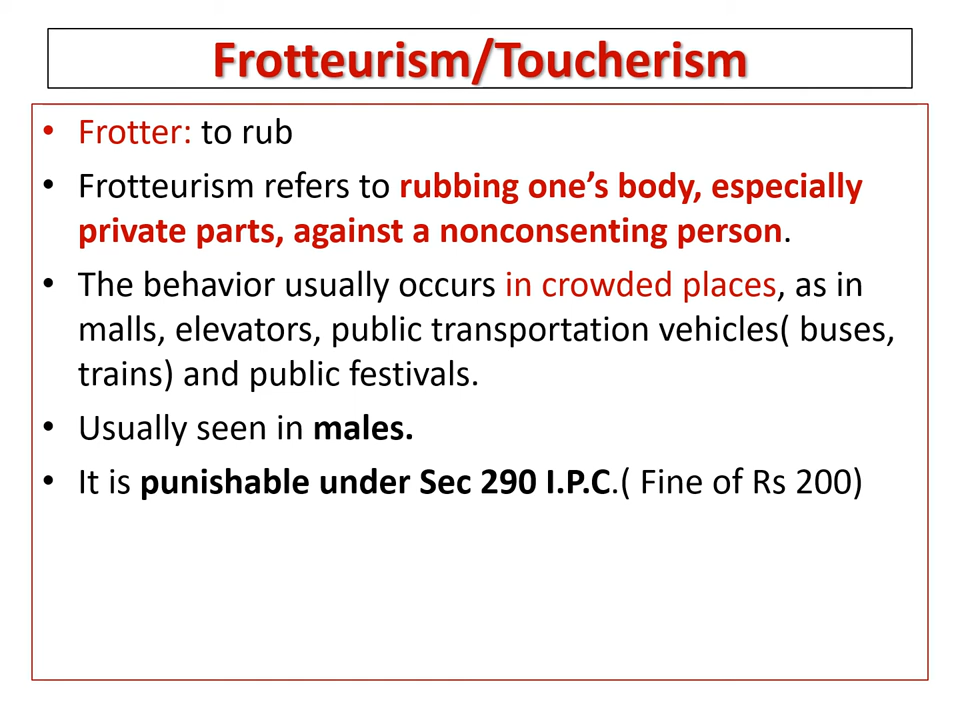 Frotteurism/Toucherism
• Frotter: to rub
• Frotteurism refers to rubbing one’s body, especially
private parts, against a nonconsenting person.
• The behavior usually occurs in crowded places, as in
malls, elevators, public transportation vehicles( buses,
trains) and public festivals.
• Usually seen in males.
• It is punishable under Sec 290 I.P.C.( Fine of Rs 200)